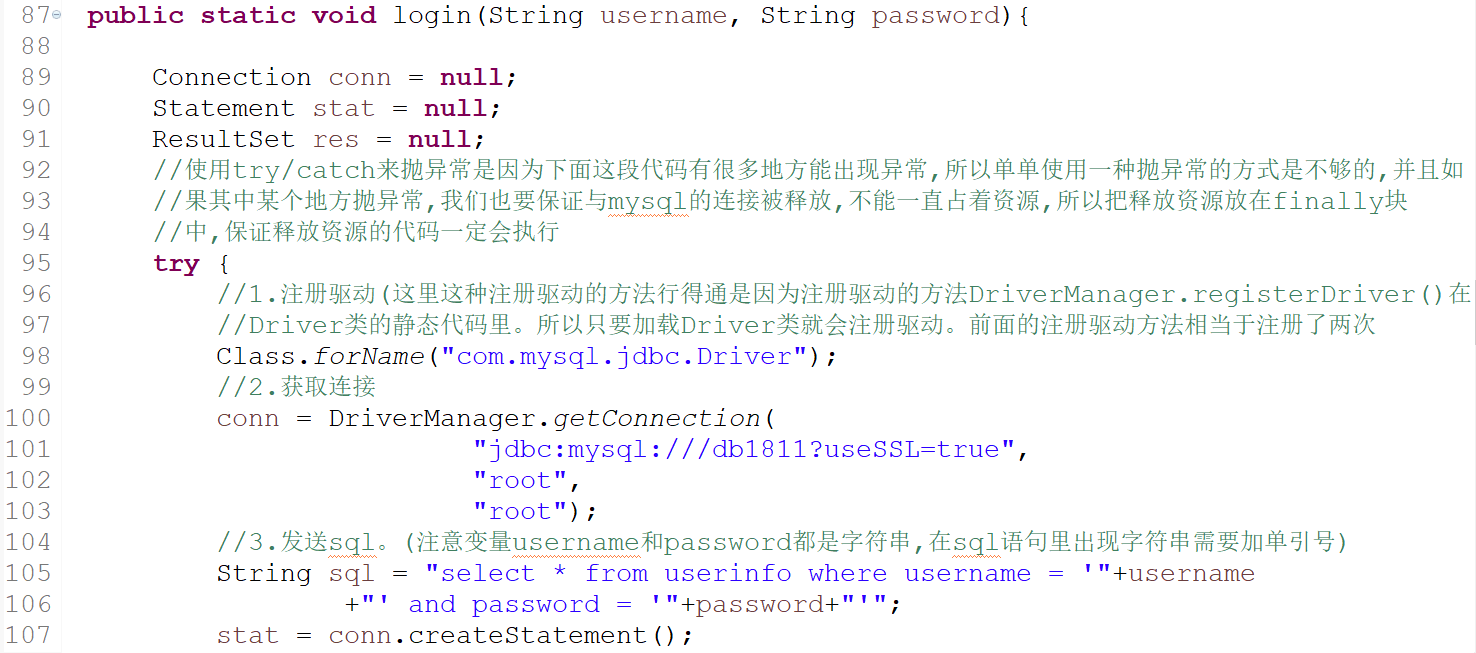 87 public static void login(String username, String password){
88
89 Connection conn = null;
90 Statement stat = null;
91 ResultSet res = null;
92 //使用try/catch来抛异常是因为下面这段代码有很多地方能出现异常,所以单单使用一种抛异常的方式是不够的,并且如
93 //果其中某个地方抛异常,我们也要保证与mysql的连接被释放,不能一直占着资源,所以把释放资源放在finally块
94 //中,保证释放资源的代码一定会执行
95 try {
96 //1.注册驱动(这里这种注册驱动的方法行得通是因为注册驱动的方法DriverManager.registerDriver()在
97 //Driver类的静态代码里。所以只要加载Driver类就会注册驱动。前面的注册驱动方法相当于注册了两次
98 Class.forName("com.mysql.jdbc.Driver");
99 //2.获取连接
100 conn = DriverManager.getConnection(
101 "jdbc:mysql:///db1811?useSSL=true",
102 "root",
103 "root");
104 //3.发送sql。(注意变量username和password都是字符串,在sql语句里出现字符串需要加单引号)
105 String sql = "select * from userinfo where username = '"+username
106 +"' and password = '"+password+"'";
107 stat = conn.createStatement();